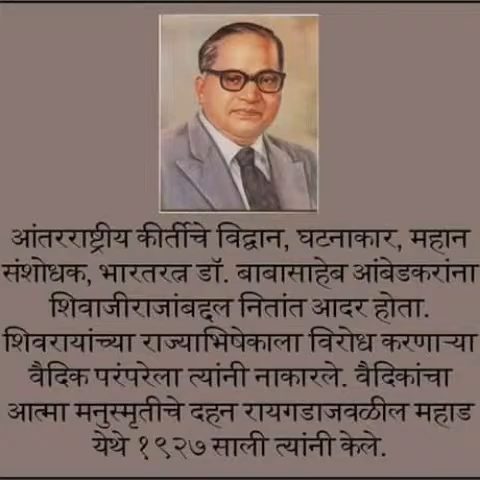 आंतरराष्ट्रीय कीर्तीचे विद्वान, घटनाकार, महान
संशोधक, भारतरत्न डॉ. बाबासाहेब आंबेडकरांना
शिवाजीराजांबद्दल नितांत आदर होता.
शिवरायांच्या राज्याभिषेकाला विरोध करणाऱ्या
वैदिक परंपरेला त्यांनी नाकारले. वैदिकांचा
आत्मा मनुस्मृतीचे दहन रायगडाजवळील महाड
येथे १९२७ साली त्यांनी केले.